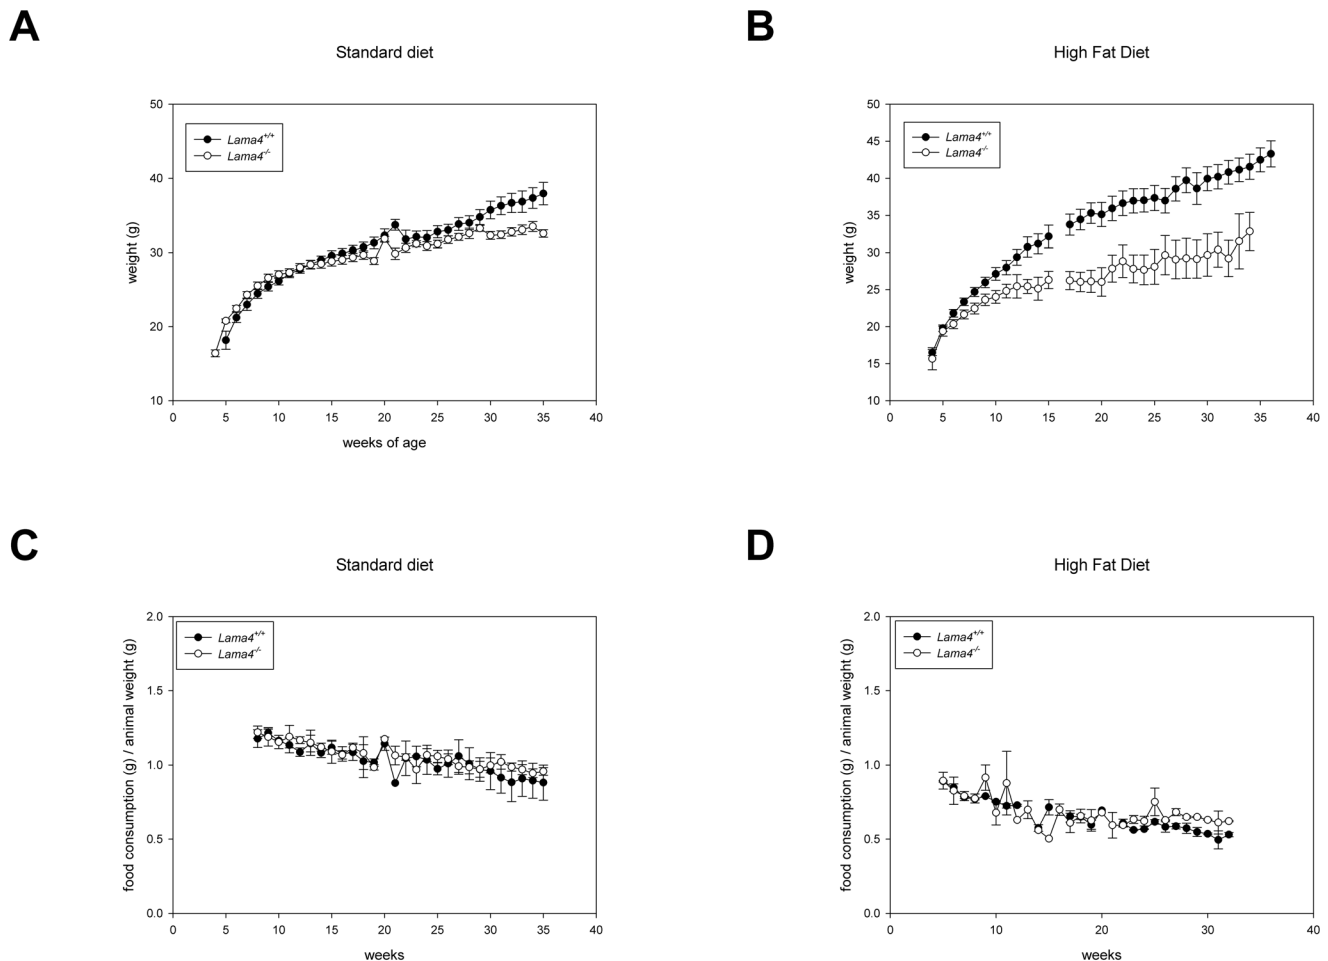 A
Standard diet
50
Lama4+/+
Lama4-/-
40
30
20
10
weight (g)
0 5 10 15 20 25 30 35 40
weeks of age
B
High Fat Diet
50
Lama4+/+
Lama4-/-
45
40
35
30
25
20
15
10
weight (g)
0 5 10 15 20 25 30 35 40
C
Standard diet
2.0
Lama4+/+
Lama4-/-
1.5
1.0
0.5
0.0
food consumption (g) / animal weight (g)
0 5 10 15 20 25 30 35 40
weeks
D
High Fat Diet
2.0
Lama4+/+
Lama4-/-
1.5
1.0
0.5
0.0
food consumption (g) / animal weight (g)
0 10 20 30 40
weeks